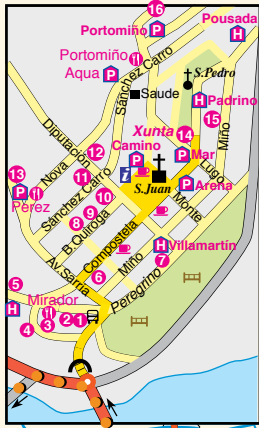 16
Portomiño
P
Pousada
H
Portomiño
Aqua
P
Sánchez Carro
S.Pedro
Saude
H
Padrino
15
Miño
Diputación
Xunta
14
Camino
P
12
Nova
i
S.Juan
P
Mar
Lugo
13
P
Pérez
11
Sánchez Carro
10
P
Arena
Monte
9
8
B.Quiroga
Compostela
H
Villamartín
7
Miño
Av.Sarria
6
5
Peregrino
H
Mirador
4
3
2
1